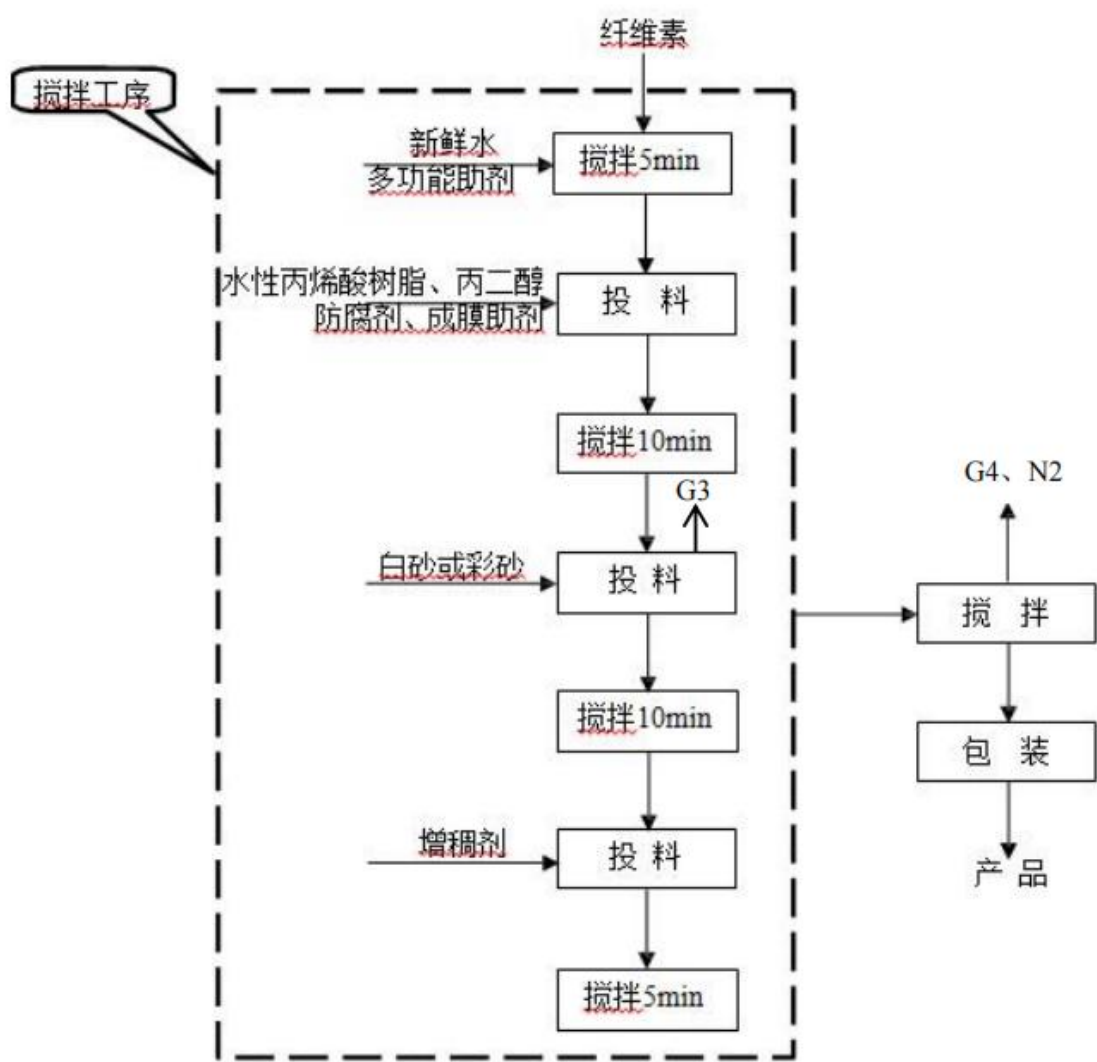 纤维素
搅拌工序
新鲜水
多功能助剂
搅拌5min
水性丙烯酸树脂、丙二醇
防腐剂、成膜助剂
投 料
搅拌10min
G3
白砂或彩砂
投 料
搅拌10min
增稠剂
投 料
搅拌5min
G4、N2
搅 拌
包 装
产 品